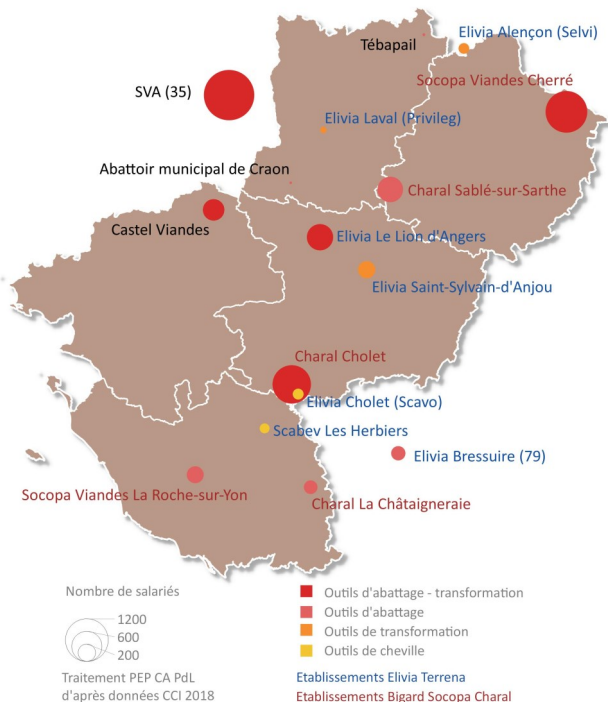 Elivia Alençon (Selvi)
Tébapail
Socopa Viandes Cherré
SVA (35)
Elivia Laval (Privileg)
Abattoir municipal de Craon
Charal Sablé-sur-Sarthe
Castel Viandes
Elivia Le Lion d'Angers
Elivia Saint-Sylvain-d'Anjou
Charal Cholet
Elivia Cholet (Scavo)
Scabev Les Herbiers
Elivia Bressuire (79)
Socopa Viandes La Roche-sur-Yon
Charal La Châtaigneraie
Nombre de salariés
1200
600
200
Traitement PEP CA PdL
d'après données CCI 2018
Outils d'abattage - transformation
Outils d'abattage
Outils de transformation
Outils de cheville
Etablissements Elivia Terrena
Etablissements Bigard Socopa Charal